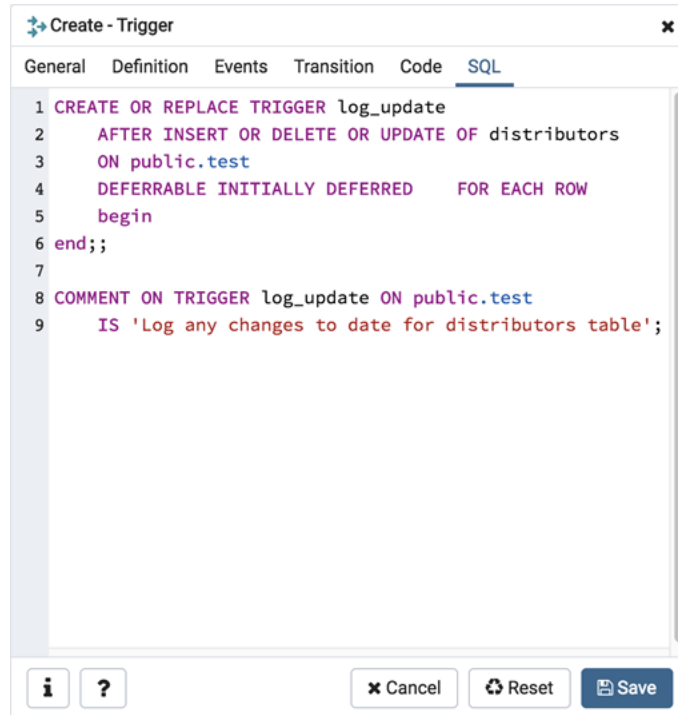 Create - Trigger
General Definition Events Transition Code SQL
1 CREATE OR REPLACE TRIGGER log_update
2 AFTER INSERT OR DELETE OR UPDATE OF distributors
3 ON public.test
4 DEFERRABLE INITIALLY DEFERRED    FOR EACH ROW
5 begin
6 end;;
7
8 COMMENT ON TRIGGER log_update ON public.test
9 IS 'Log any changes to date for distributors table';
i ? Cancel Reset Save